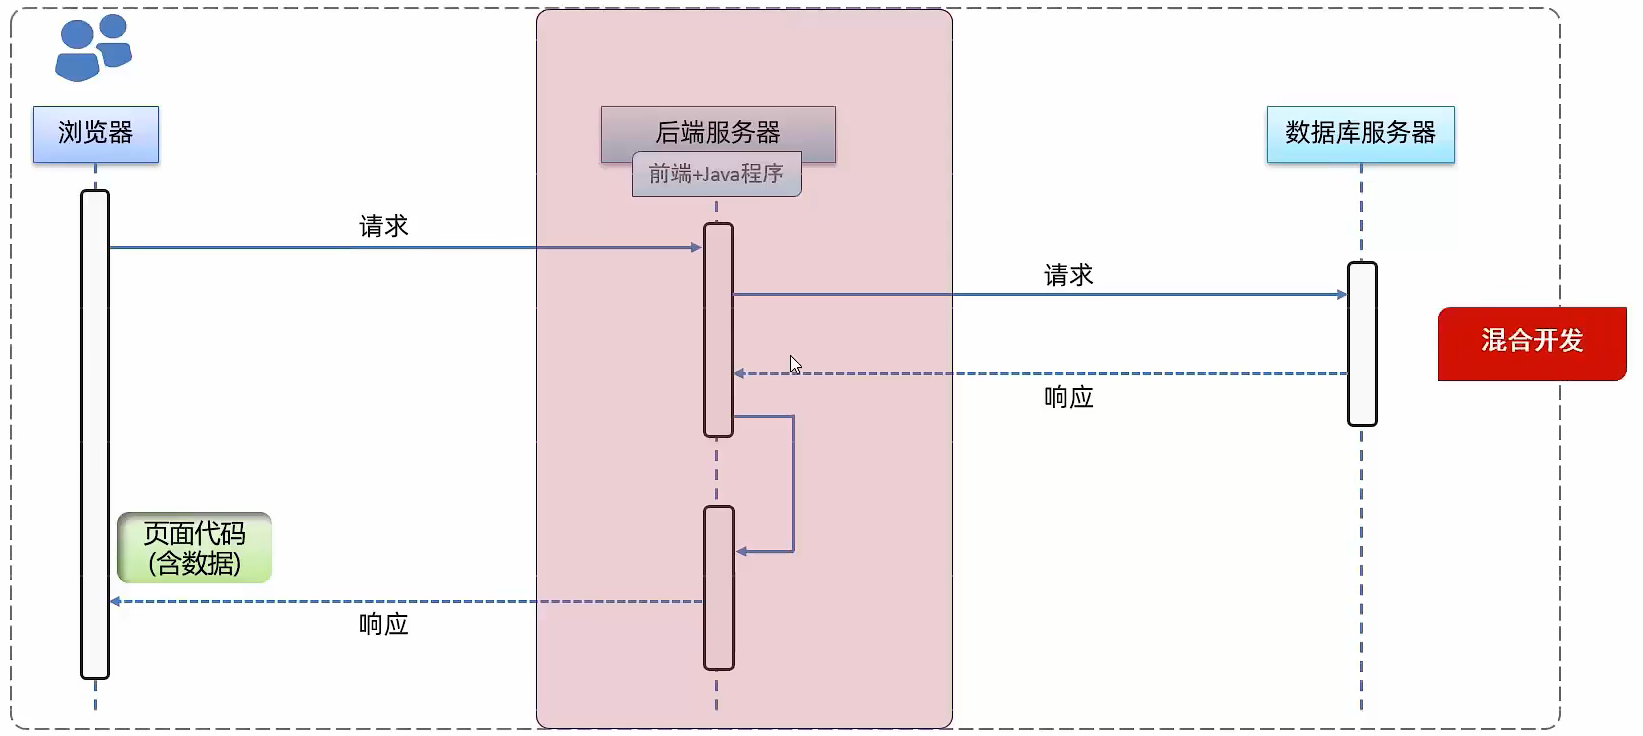 浏览器
后端服务器
前端+Java程序
数据库服务器
请求
请求
响应
混合开发
页面代码
(含数据)
响应